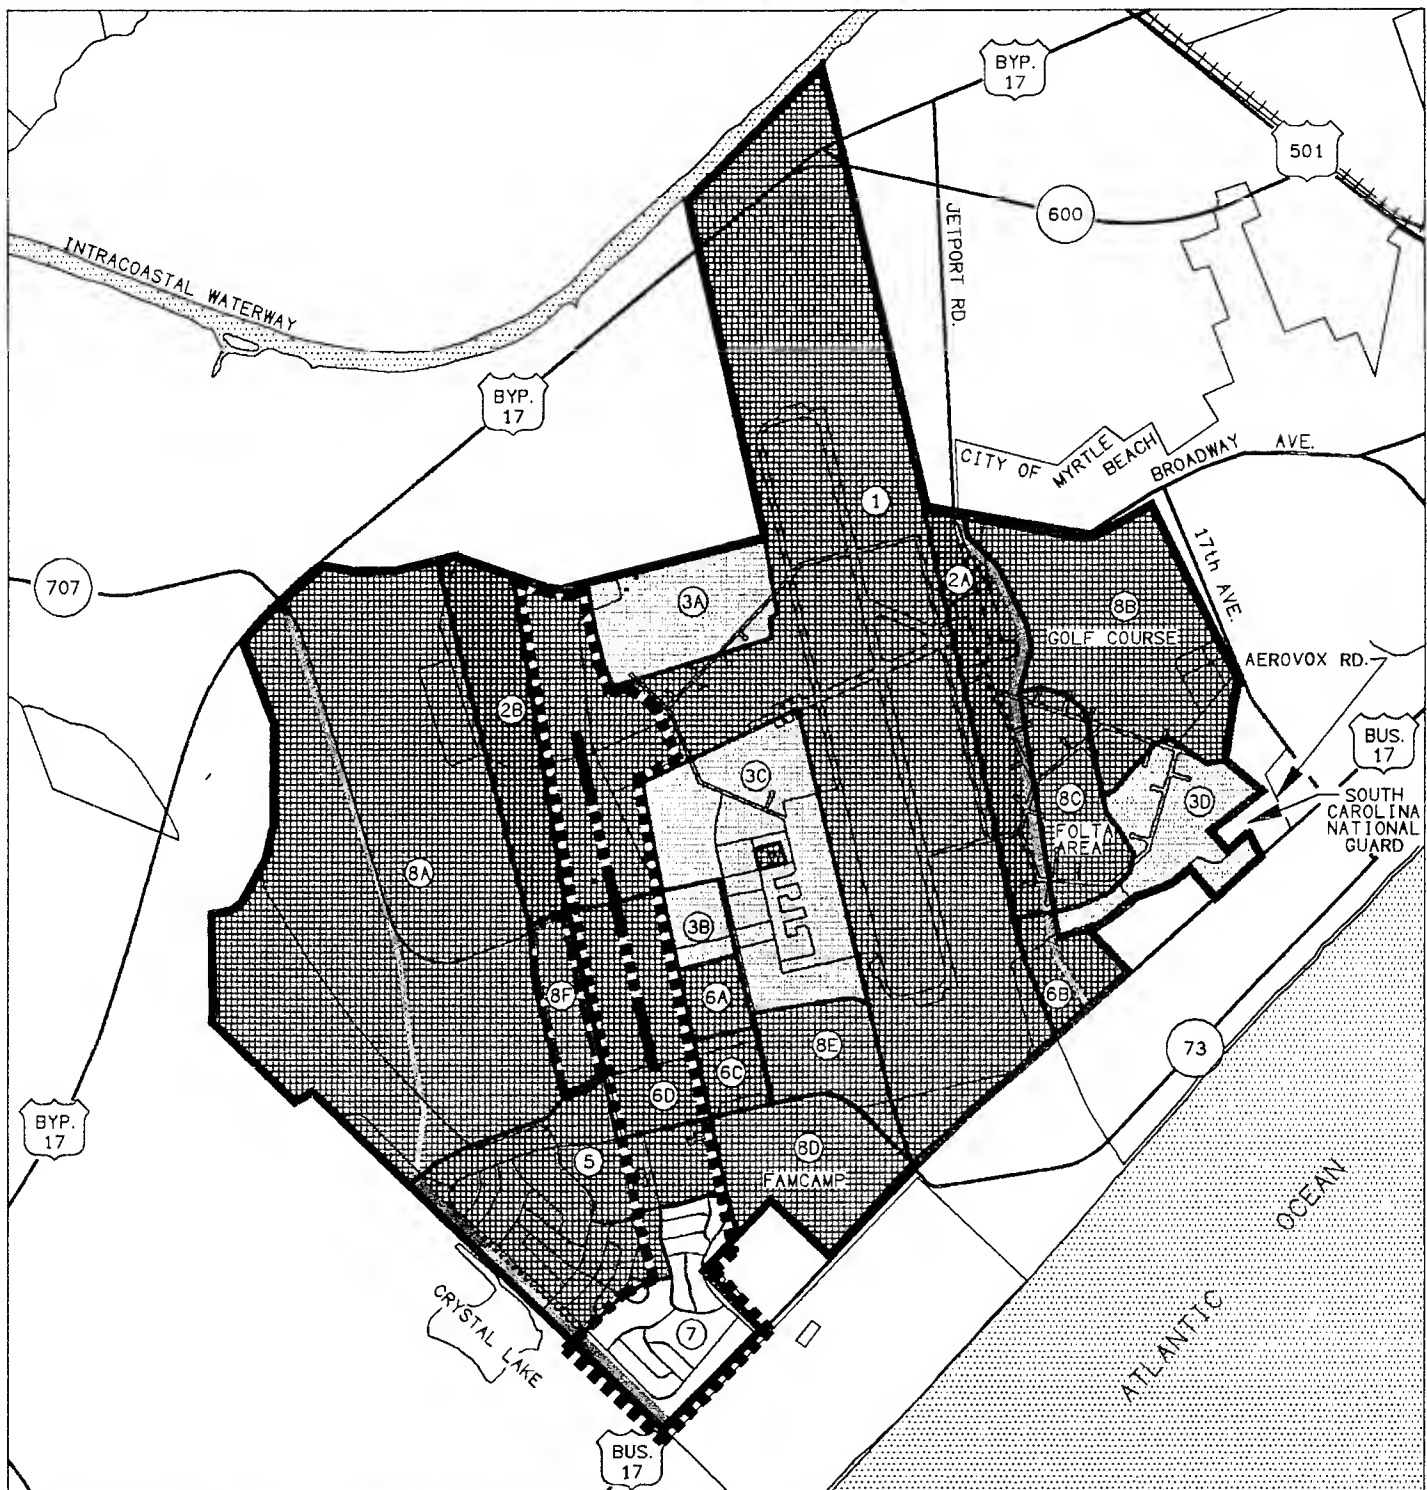 BYP.
17
501
600
JETPORT RD.
INTRACOASTAL WATERWAY
BYP.
17
CITY OF MYRTLE
BEACH
BROADWAY AVE.
1
17th AVE.
707
2A
3A
8B
GOLF COURSE
AEROVOX RD.
2B
BUS.
17
3C
8C
3D
SOUTH
CAROLINA
NATIONAL
GUARD
FOLTA
AREA
8A
3B
8F
6A
6B
8E
73
6C
6D
BYP.
17
8D
FAMCAMP
5
OCEAN
CRYSTAL LAKE
7
ATLANTIC
BUS.
17